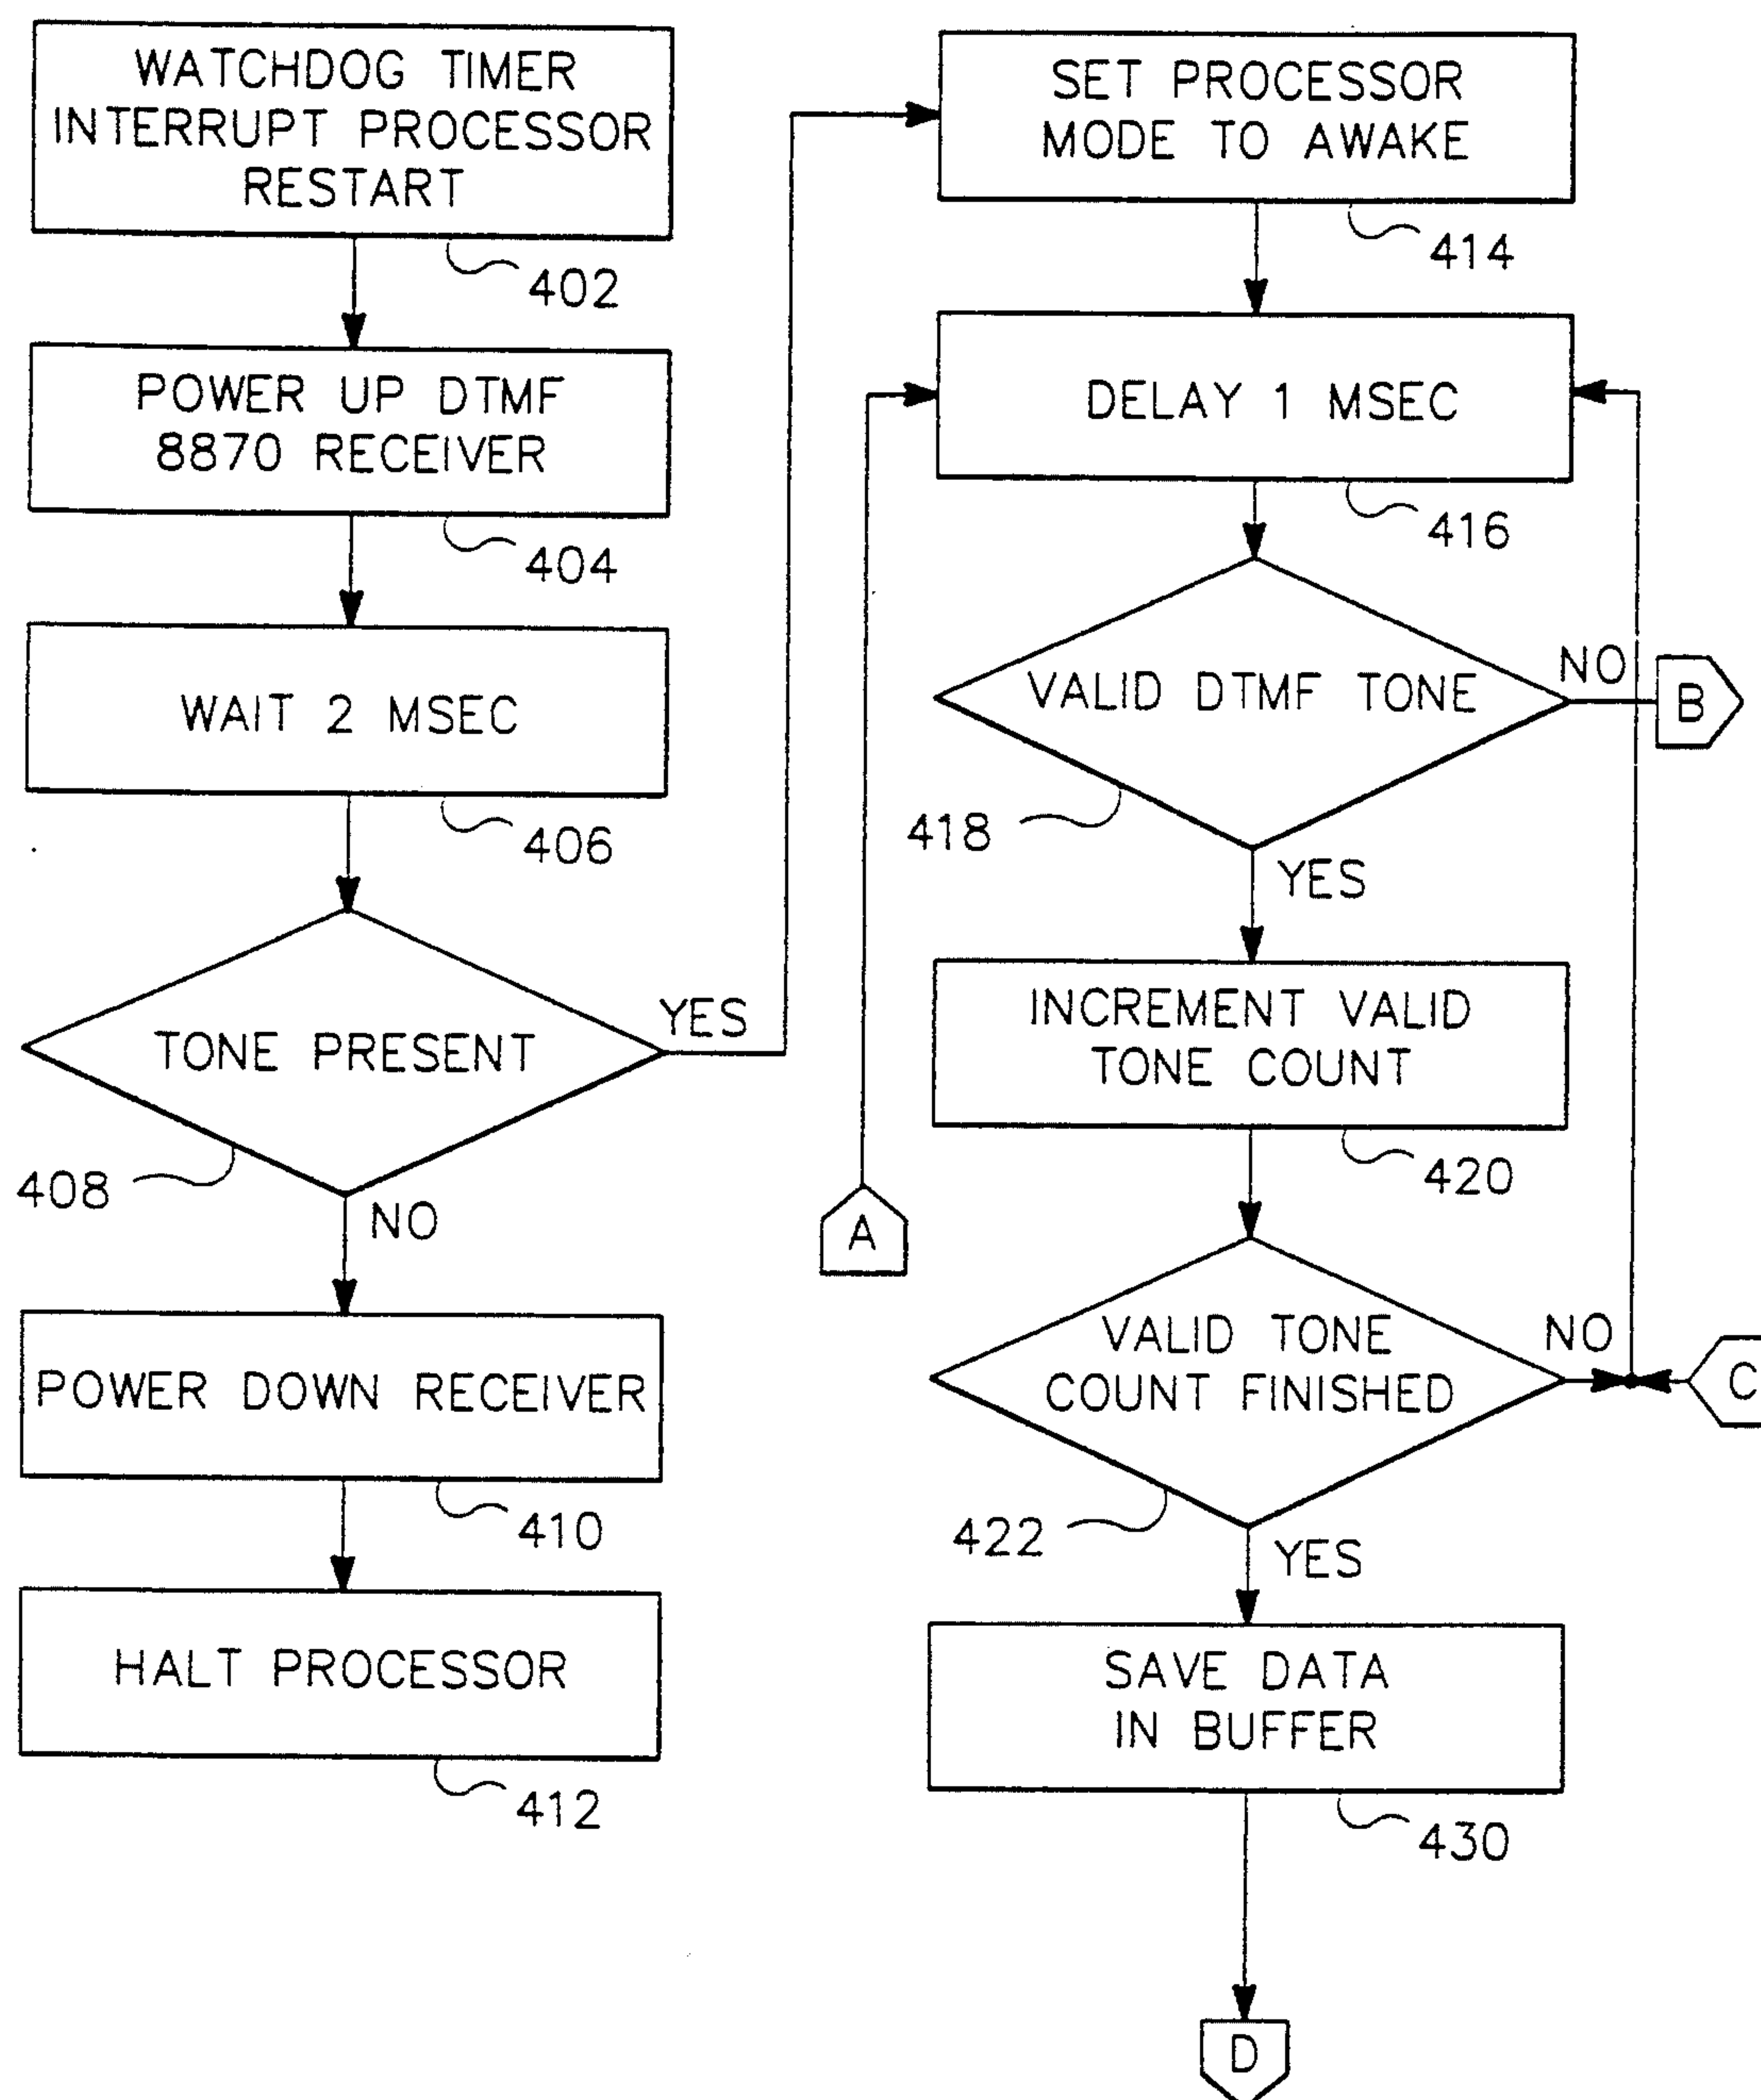 WATCHDOG TIMER
INTERRUPT PROCESSOR
RESTART
402
POWER UP DTMF
8870 RECEIVER
404
WAIT 2 MSEC
406
TONE PRESENT
YES
408
NO
POWER DOWN RECEIVER
410
HALT PROCESSOR
412
SET PROCESSOR
MODE TO AWAKE
414
DELAY 1 MSEC
416
VALID DTMF TONE
NO
B
418
YES
INCREMENT VALID
TONE COUNT
420
A
VALID TONE
COUNT FINISHED
NO
C
422
YES
SAVE DATA
IN BUFFER
430
D